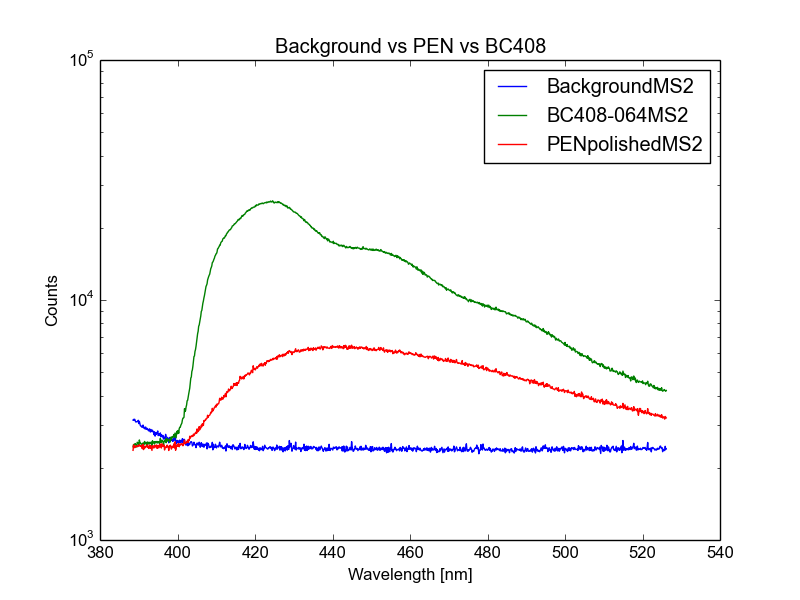 Background vs PEN vs BC408
BackgroundMS2
BC408-064MS2
PENpolishedMS2
10^5
10^4
10^3
Counts
380 400 420 440 460 480 500 520 540
Wavelength [nm]